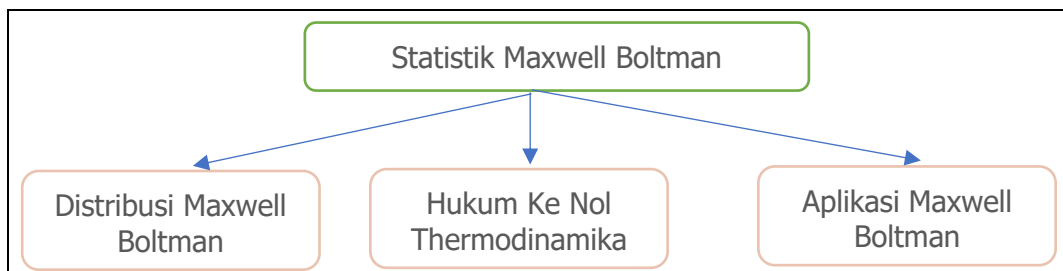 Statistik Maxwell Boltman
Distribusi Maxwell
Boltman
Hukum Ke Nol
Thermodinamika
Aplikasi Maxwell
Boltman